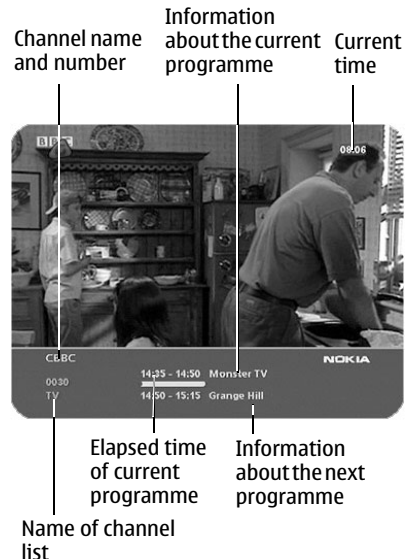 Channel name
and number
Information
about the current
programme
Current
time
BBC
08:06
CBBC
NOKIA
14:35 - 14:50 Monster TV
0030
TV 14:50 - 15:15 Grange Hill
Elapsed time
of current
programme
Information
about the next
programme
Name of channel
list